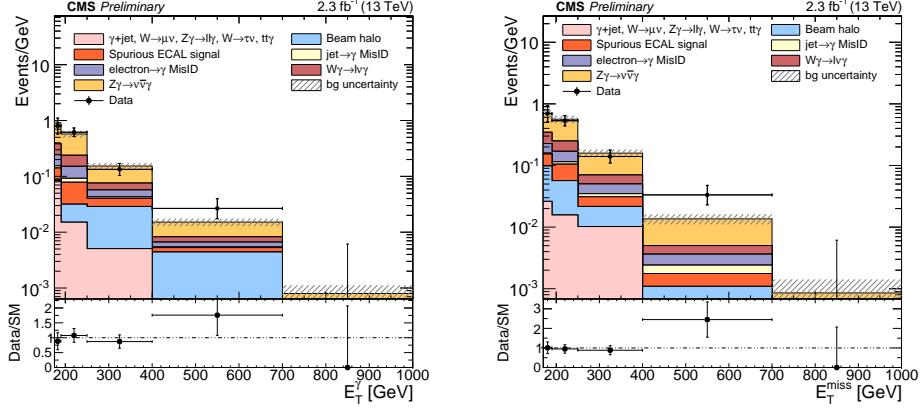 CMS Preliminary 2.3 fb⁻¹ (13 TeV)
Events/GeV
γ+jet, W→μν, Zγ→llγ, W→τν, ttγ
Spurious ECAL signal
Beam halo
electron→γ MisID
jet→γ MisID
Zγ→νν̅γ
Wγ→lνγ
Data
bg uncertainty
10
1
10⁻¹
10⁻²
10⁻³
Data/SM
2
1.5
1
0.5
0
200 300 400 500 600 700 800 900 1000
E_T^γ [GeV]
CMS Preliminary 2.3 fb⁻¹ (13 TeV)
Events/GeV
γ+jet, W→μν, Zγ→llγ, W→τν, ttγ
Spurious ECAL signal
Beam halo
electron→γ MisID
jet→γ MisID
Zγ→νν̅γ
Wγ→lνγ
Data
bg uncertainty
10
1
10⁻¹
10⁻²
10⁻³
Data/SM
3
2
1
0
200 300 400 500 600 700 800 900 1000
E_T^miss [GeV]